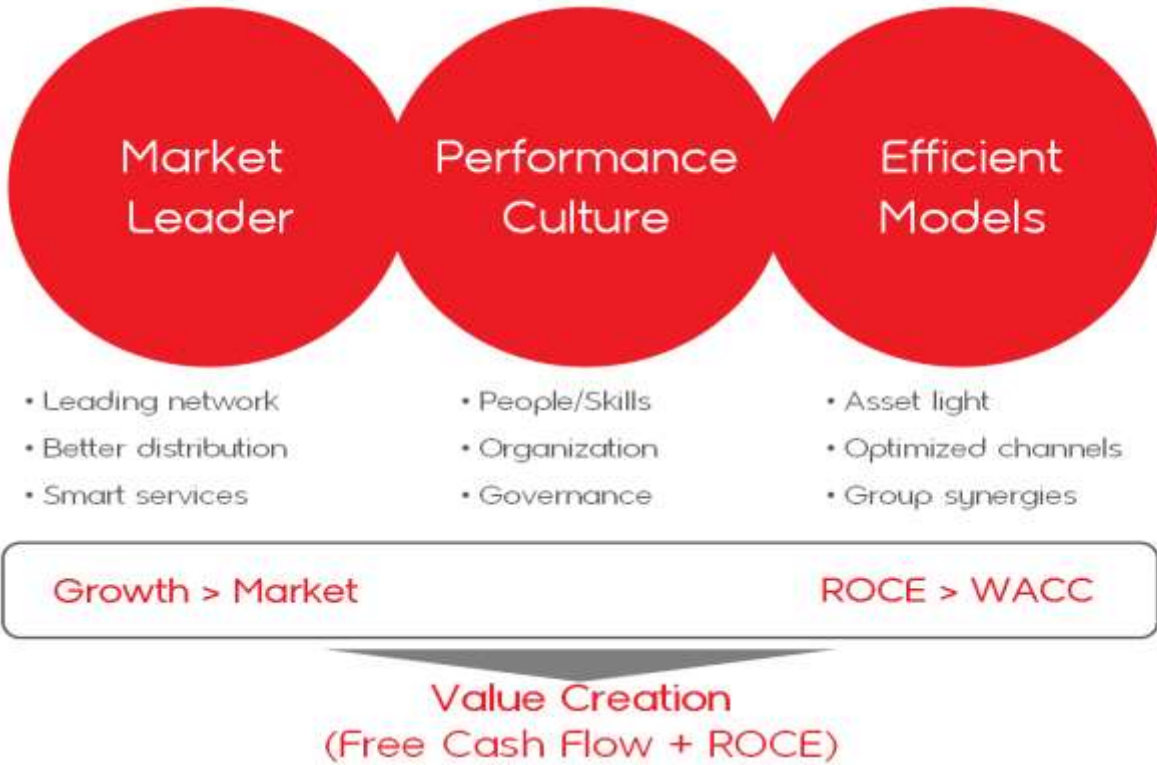 Market
Leader
Performance
Culture
Efficient
Models
• Leading network
• Better distribution
• Smart services
• People/Skills
• Organization
• Governance
• Asset light
• Optimized channels
• Group synergies
Growth > Market
ROCE > WACC
Value Creation
(Free Cash Flow + ROCE)